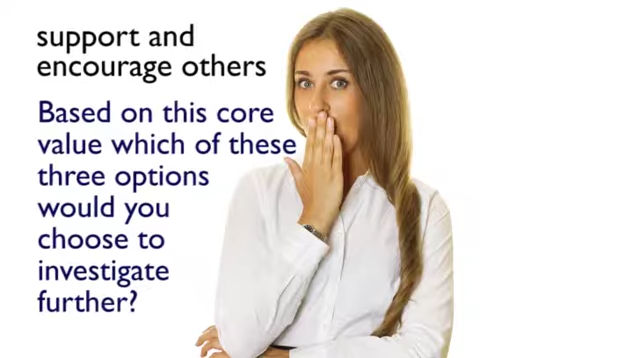 support and
encourage others
Based on this core
value which of these
three options
would you
choose to
investigate
further?